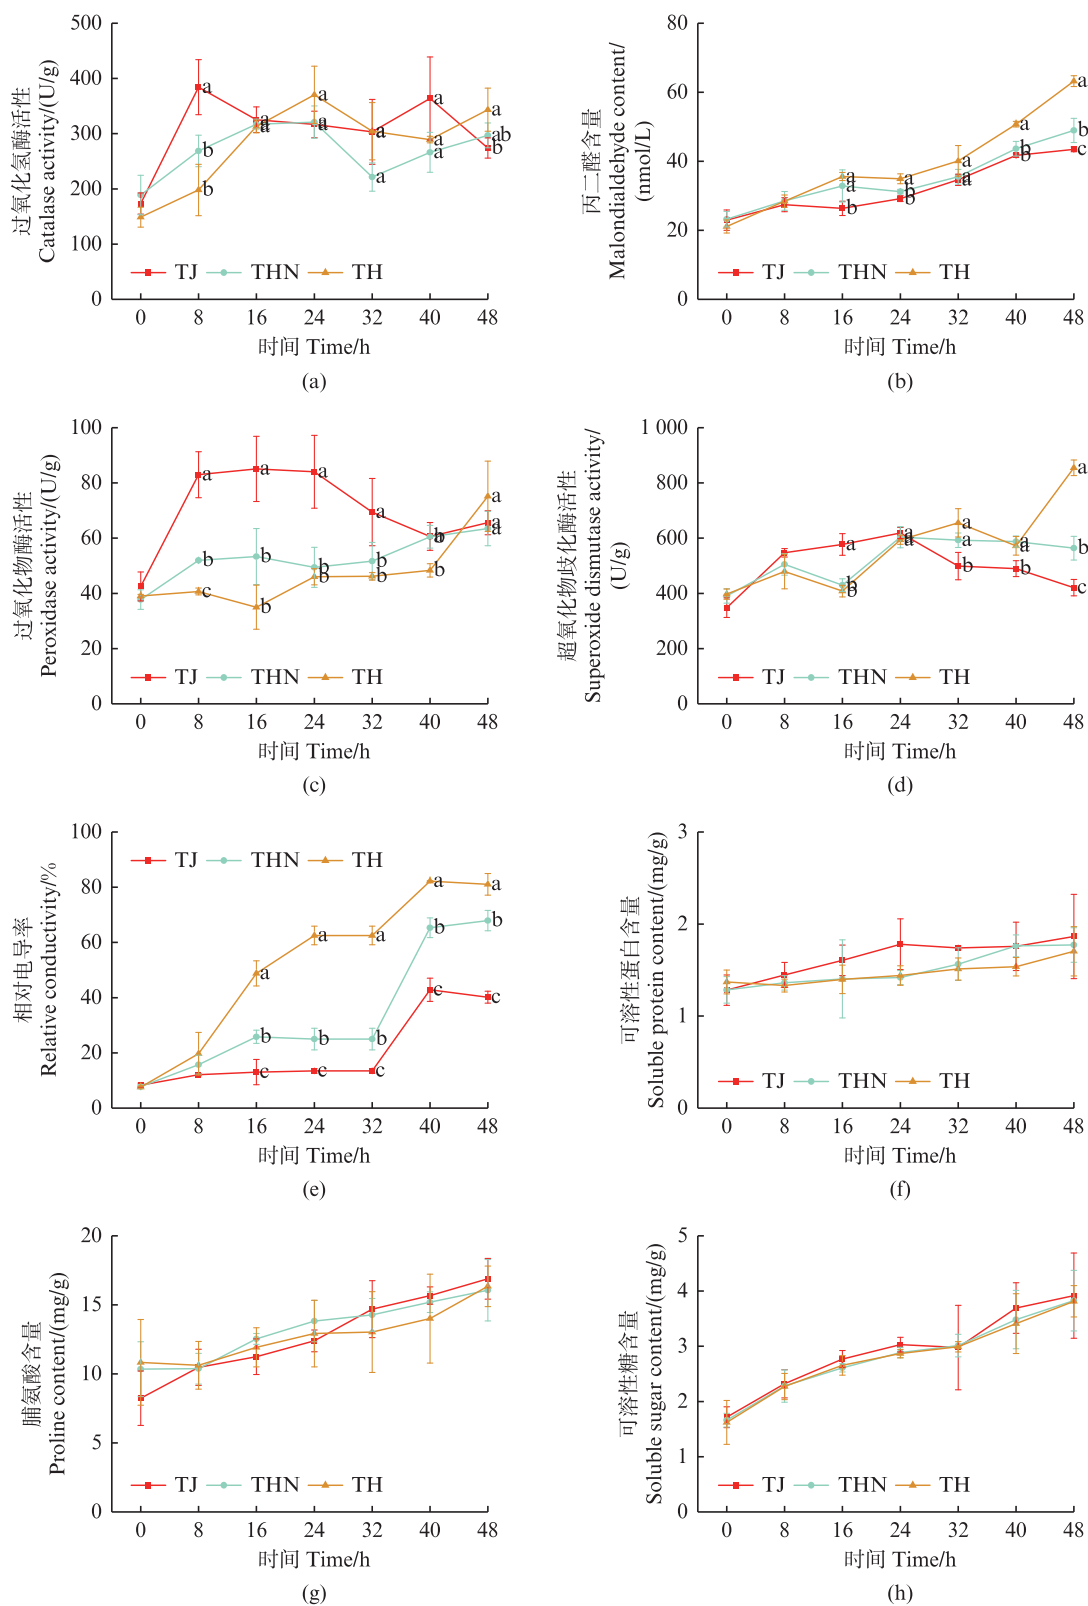 过氧化氢酶活性
Catalase activity/(U/g)
500
400
300
200
100
0
a
b
b
a
a
a
a
a
a
a
a
a
a
a
a
a
ab
b
TJ THN TH
0 8 16 24 32 40 48
时间 Time/h
(a)
丙二醛含量
Malondialdehyde content/
(nmol/L)
80
60
40
20
0
a
a
b
a
b
b
a
a
a
a
b
b
a
b
c
TJ THN TH
0 8 16 24 32 40 48
时间 Time/h
(b)
过氧化物酶活性
Peroxidase activity/(U/g)
100
80
60
40
20
0
a
b
c
a
b
b
a
b
b
a
b
b
b
a
b
a
a
a
TJ THN TH
0 8 16 24 32 40 48
时间 Time/h
(c)
超氧化物歧化酶活性
Superoxide dismutase activity/
(U/g)
1 000
800
600
400
200
0
a
b
b
a
a
a
a
a
b
a
a
b
a
b
c
TJ THN TH
0 8 16 24 32 40 48
时间 Time/h
(d)
相对电导率
Relative conductivity/%
100
80
60
40
20
0
TJ THN TH
a
b
c
a
b
c
a
b
c
a
b
c
a
b
c
0 8 16 24 32 40 48
时间 Time/h
(e)
可溶性蛋白含量
Soluble protein content/(mg/g)
3
2
1
0
TJ THN TH
0 8 16 24 32 40 48
时间 Time/h
(f)
脯氨酸含量
Proline content/(mg/g)
20
15
10
5
0
TJ THN TH
0 8 16 24 32 40 48
时间 Time/h
(g)
可溶性糖含量
Soluble sugar content/(mg/g)
5
4
3
2
1
0
TJ THN TH
0 8 16 24 32 40 48
时间 Time/h
(h)